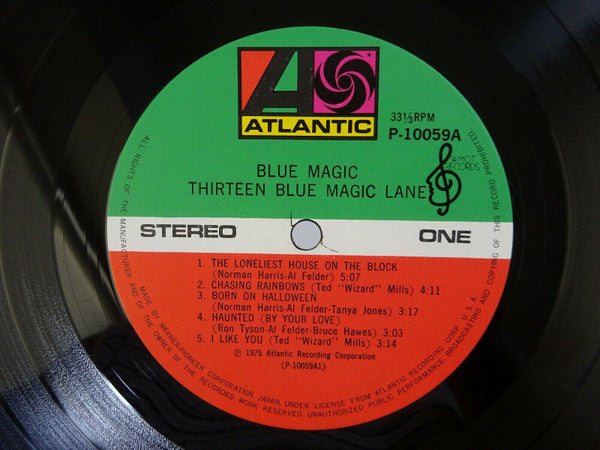 ATLANTIC
33⅓RPM
P-10059A
WMOT
RECORDS
BLUE MAGIC
THIRTEEN BLUE MAGIC LANE
STEREO
ONE
1. THE LONELIEST HOUSE ON THE BLOCK
(Norman Harris-Al Felder) 5:07
2. CHASING RAINBOWS (Ted "Wizard" Mills) 4:11
3. BORN ON HALLOWEEN
(Norman Harris-Al Felder-Tanya Jones) 3:17
4. HAUNTED (BY YOUR LOVE)
(Ron Tyson-Al Felder-Bruce Hawes) 3:03
5. I LIKE YOU (Ted "Wizard" Mills) 3:14
Ⓟ 1975 Atlantic Recording Corporation
(P-10059A1)
ALL RIGHTS OF THE MANUFACTURER AND OF THE OWNER OF THE RECORDED WORK RESERVED. UNAUTHORIZED PUBLIC PERFORMANCE, BROADCASTING AND COPYING OF THIS RECORD PROHIBITED
MADE BY WARNER-PIONEER CORPORATION, JAPAN, UNDER LICENSE FROM ATLANTIC RECORDING CORP. U.S.A.